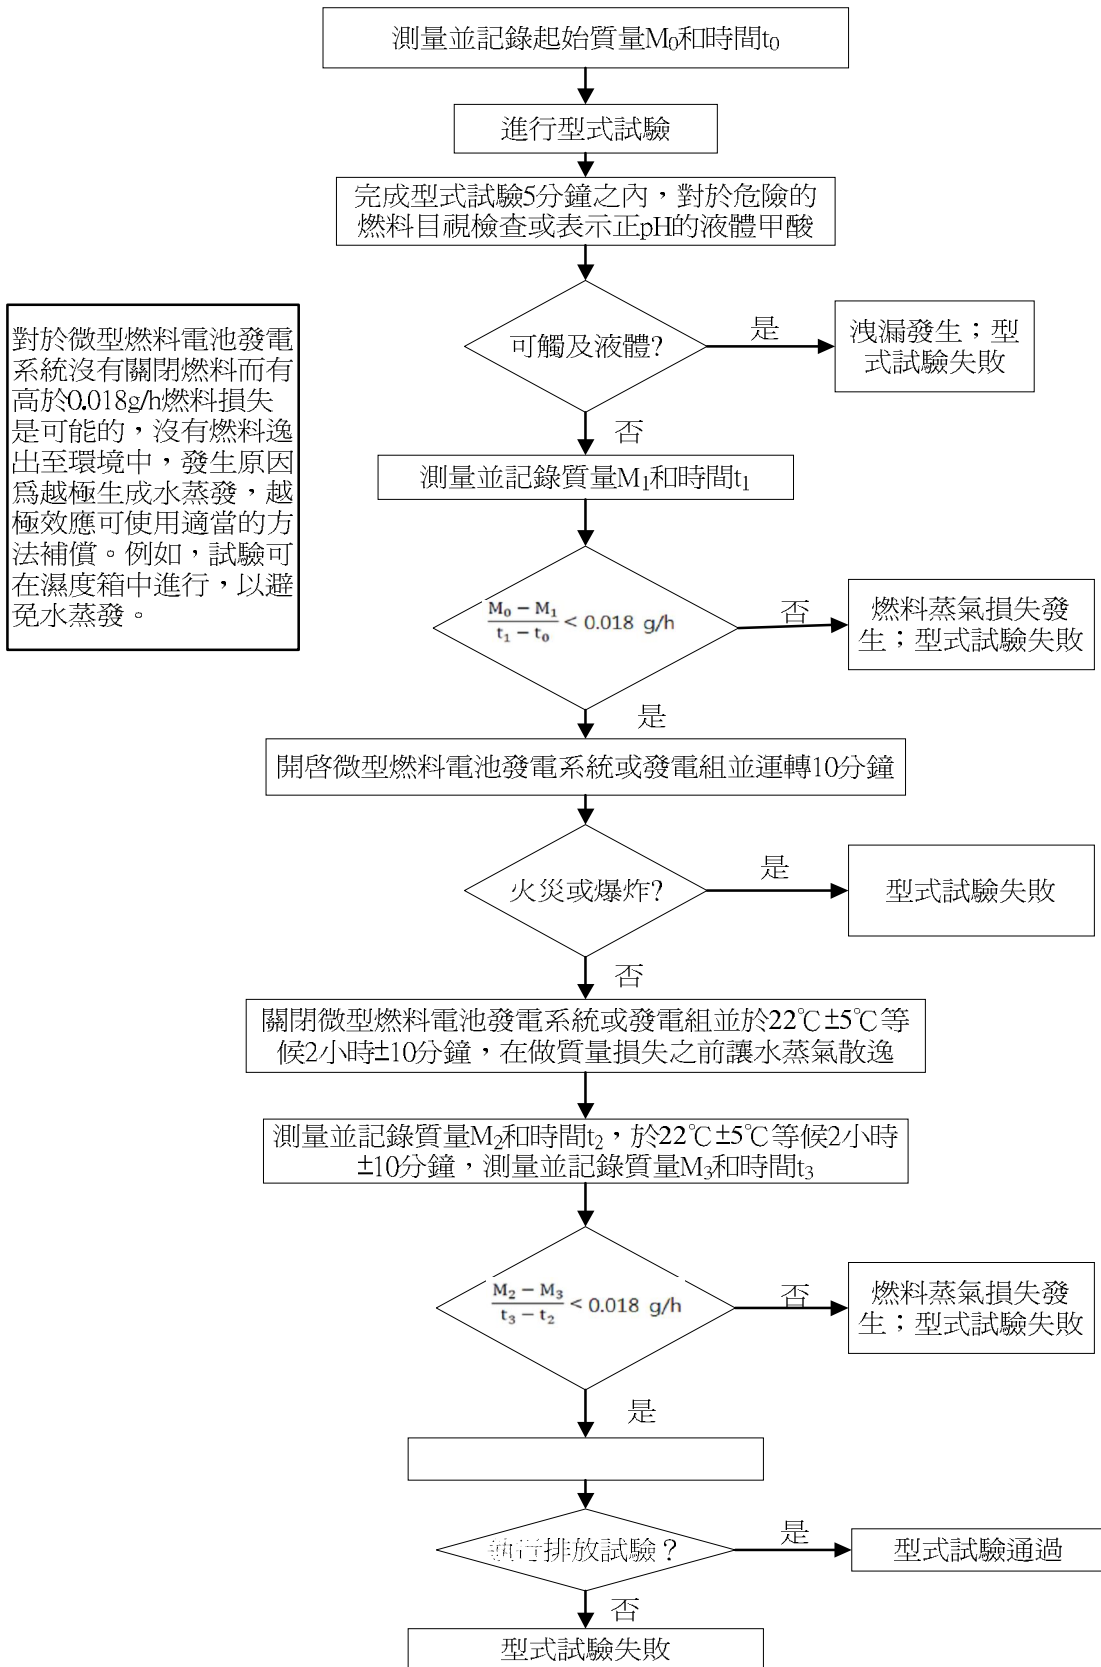 測量並記錄起始質量M₀和時間t₀
進行型式試驗
完成型式試驗5分鐘之內，對於危險的
燃料目視檢查或表示正pH的液體甲酸
可觸及液體?
是
洩漏發生；型
式試驗失敗
否
對於微型燃料電池發電
系統沒有關閉燃料而有
高於0.018g/h燃料損失
是可能的，沒有燃料逸
出至環境中，發生原因
為越極生成水蒸發，越
極效應可使用適當的方
法補償。例如，試驗可
在濕度箱中進行，以避
免水蒸發。
測量並記錄質量M₁和時間t₁
(M₀ − M₁)/(t₁ − t₀) < 0.018 g/h
否
燃料蒸氣損失發
生；型式試驗失敗
是
開啓微型燃料電池發電系統或發電組並運轉10分鐘
火災或爆炸?
是
型式試驗失敗
否
關閉微型燃料電池發電系統或發電組並於22℃±5℃等
候2小時±10分鐘，在做質量損失之前讓水蒸氣散逸
測量並記錄質量M₂和時間t₂，於22℃±5℃等候2小時
±10分鐘，測量並記錄質量M₃和時間t₃
(M₂ − M₃)/(t₃ − t₂) < 0.018 g/h
否
燃料蒸氣損失發
生；型式試驗失敗
是
執行排放試驗？
是
型式試驗通過
否
型式試驗失敗